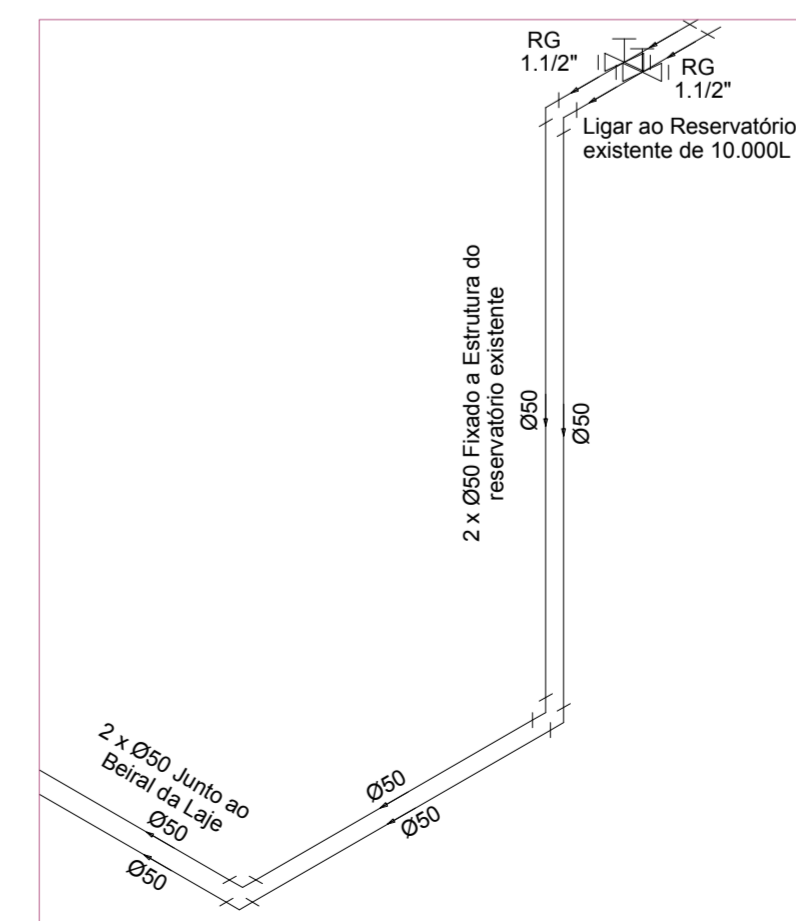 RG
1.1/2"
RG
1.1/2"
Ligar ao Reservatório
existente de 10.000L
2 x Ø50 Fixado a Estrutura do
reservatório existente
Ø50
Ø50
2 x Ø50 Junto ao
Beiral da Laje
Ø50
Ø50
Ø50
Ø50